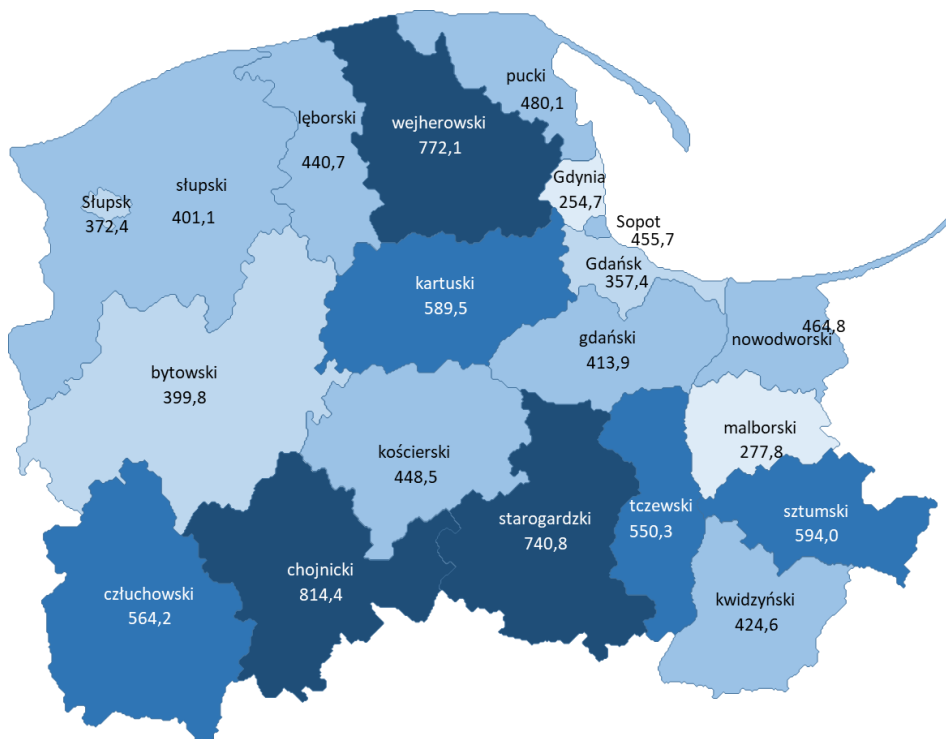 pucki
480,1
lęborski
440,7
wejherowski
772,1
Gdynia
254,7
słupski
401,1
Słupsk
372,4
Sopot
455,7
Gdańsk
357,4
kartuski
589,5
gdański
413,9
464,8
nowodworski
bytowski
399,8
malborski
277,8
kościerski
448,5
starogardzki
740,8
tczewski
550,3
sztumski
594,0
chojnicki
814,4
człuchowski
564,2
kwidzyński
424,6